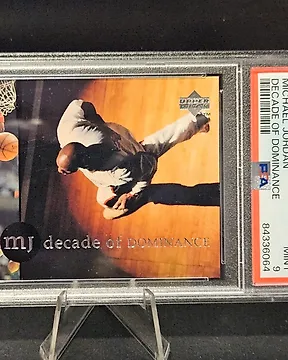 UPPER
DECK
mj decade of DOMINANCE
MICHAEL JORDAN
DECADE OF DOMINANCE
MINT
9
PSA
84336064